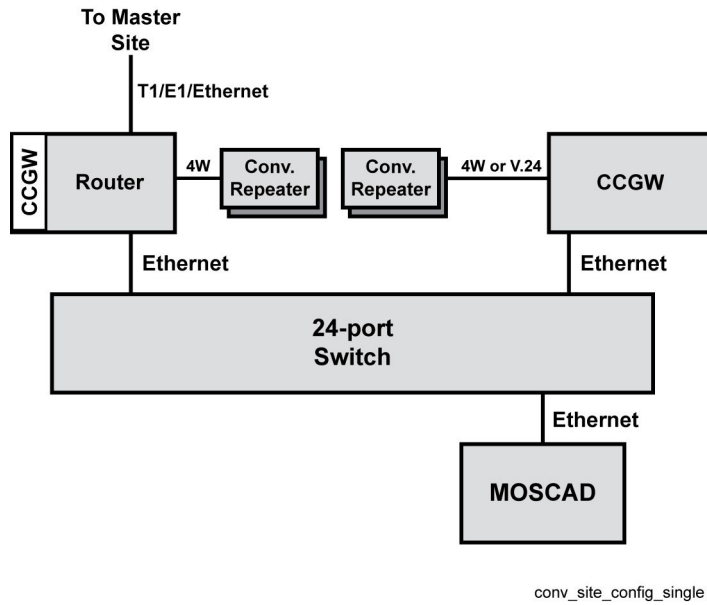 To Master
Site
T1/E1/Ethernet
CCGW
Router
4W
Conv.
Repeater
Conv.
Repeater
4W or V.24
CCGW
Ethernet
Ethernet
24-port
Switch
Ethernet
MOSCAD
conv_site_config_single